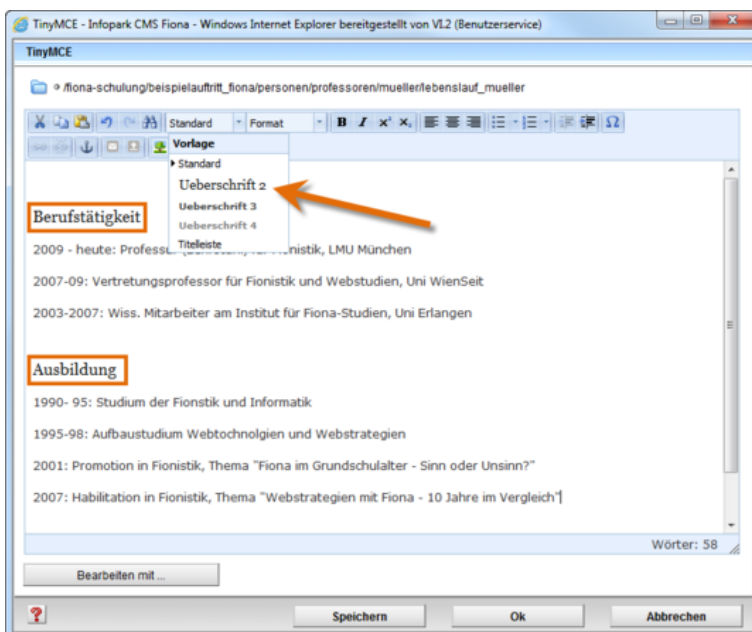 TinyMCE - Infopark CMS Fiona - Windows Internet Explorer bereitgestellt von VI.2 (Benutzerservice)
TinyMCE
/fiona-schulung/beispielauftritt_fiona/personen/professoren/mueller/lebenslauf_mueller
Standard Format B I x² x₂ Ω
Vorlage
Standard
Ueberschrift 2
Ueberschrift 3
Ueberschrift 4
Titelleiste
Berufstätigkeit
2009 - heute: Professur für Fionistik, LMU München
2007-09: Vertretungsprofessor für Fionistik und Webstudien, Uni WienSeit
2003-2007: Wiss. Mitarbeiter am Institut für Fiona-Studien, Uni Erlangen
Ausbildung
1990- 95: Studium der Fionstik und Informatik
1995-98: Aufbaustudium Webtochnolgien und Webstrategien
2001: Promotion in Fionistik, Thema "Fiona im Grundschulalter - Sinn oder Unsinn?"
2007: Habilitation in Fionistik, Thema "Webstrategien mit Fiona - 10 Jahre im Vergleich"
Wörter: 58
Bearbeiten mit ...
?
Speichern Ok Abbrechen